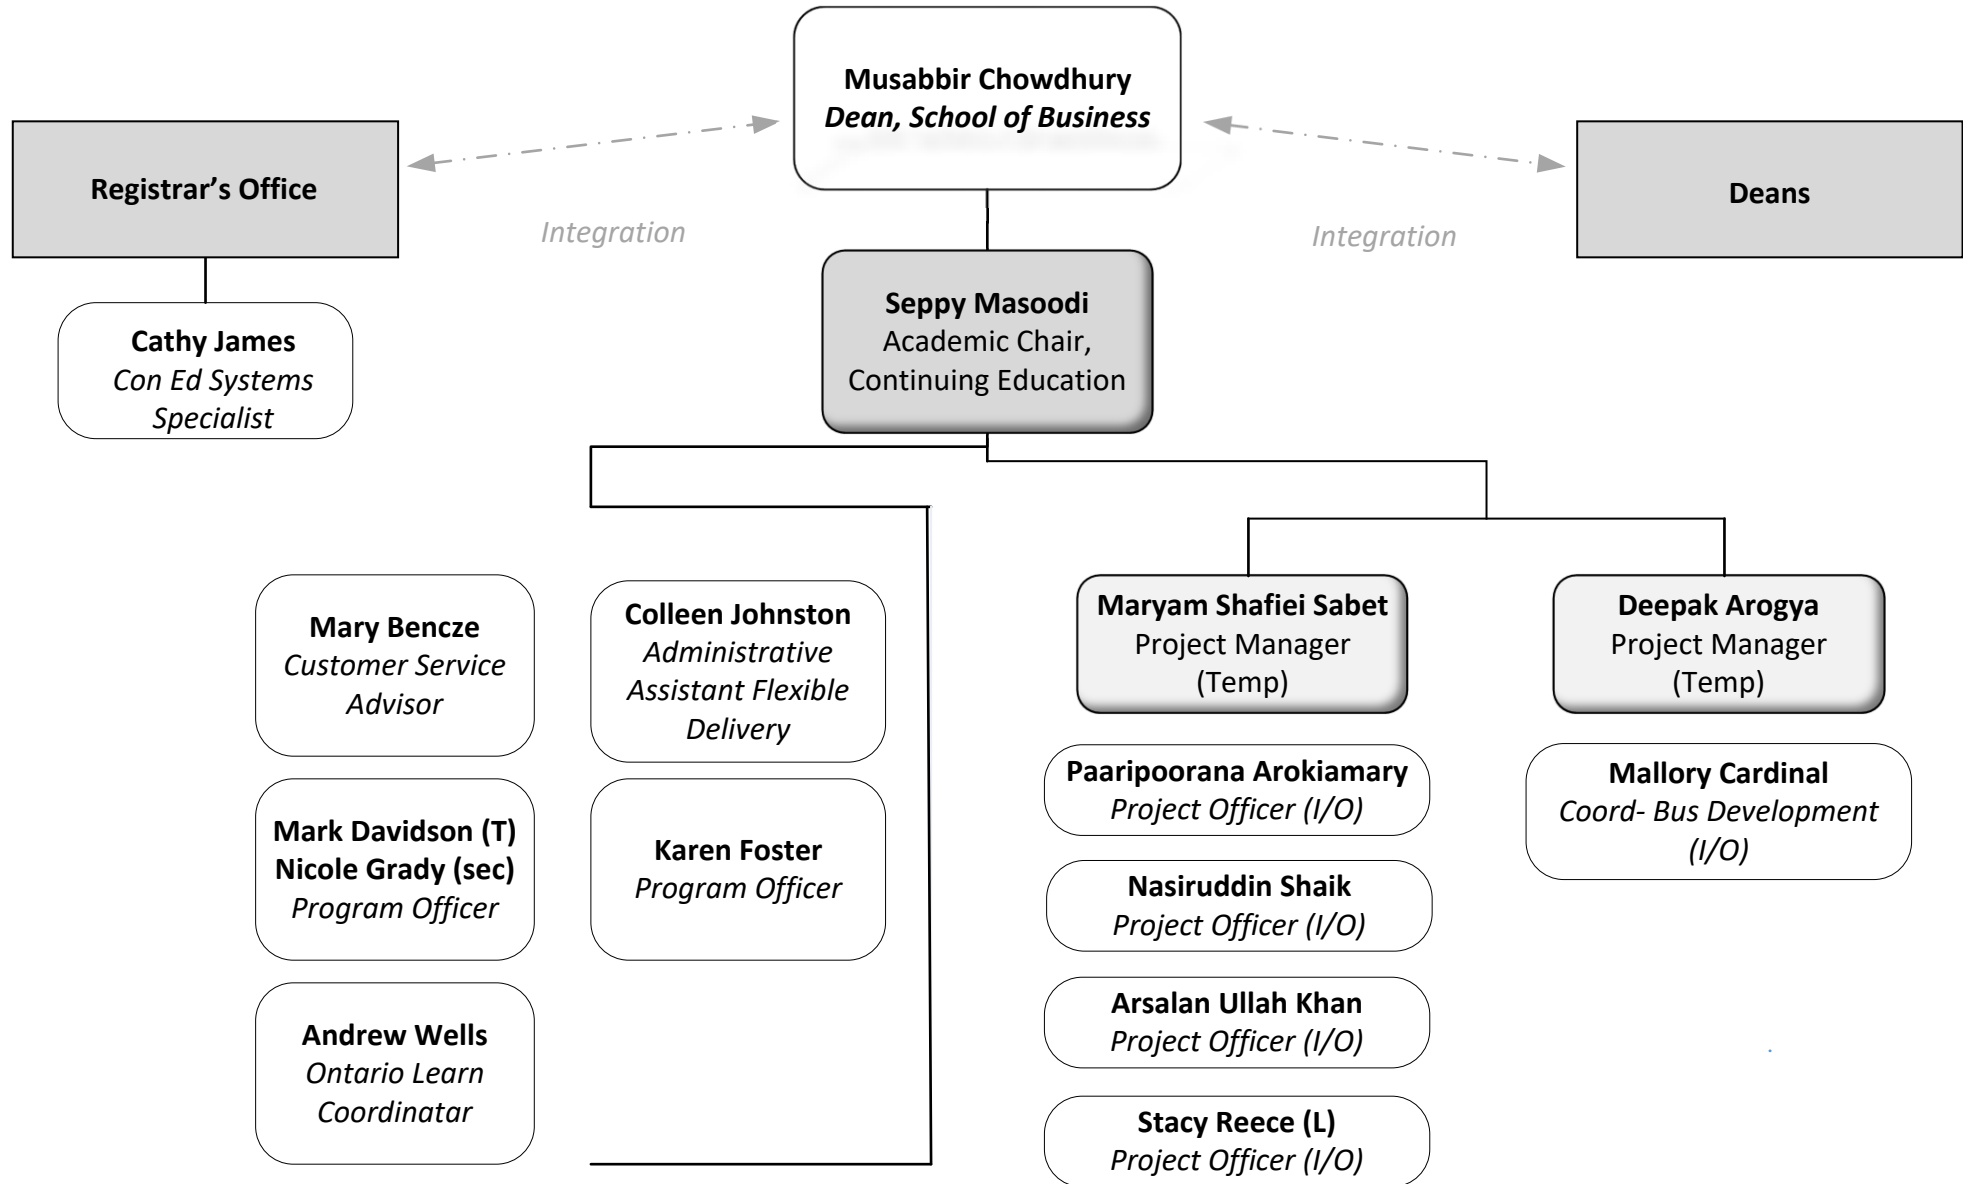 Musabbir Chowdhury
Dean, School of Business
Registrar’s Office
Integration
Integration
Deans
Cathy James
Con Ed Systems
Specialist
Seppy Masoodi
Academic Chair,
Continuing Education
Mary Bencze
Customer Service
Advisor
Colleen Johnston
Administrative
Assistant Flexible
Delivery
Mark Davidson (T)
Nicole Grady (sec)
Program Officer
Karen Foster
Program Officer
Andrew Wells
Ontario Learn
Coordinatar
Maryam Shafiei Sabet
Project Manager
(Temp)
Paaripoorana Arokiamary
Project Officer (I/O)
Nasiruddin Shaik
Project Officer (I/O)
Arsalan Ullah Khan
Project Officer (I/O)
Stacy Reece (L)
Project Officer (I/O)
Deepak Arogya
Project Manager
(Temp)
Mallory Cardinal
Coord- Bus Development
(I/O)